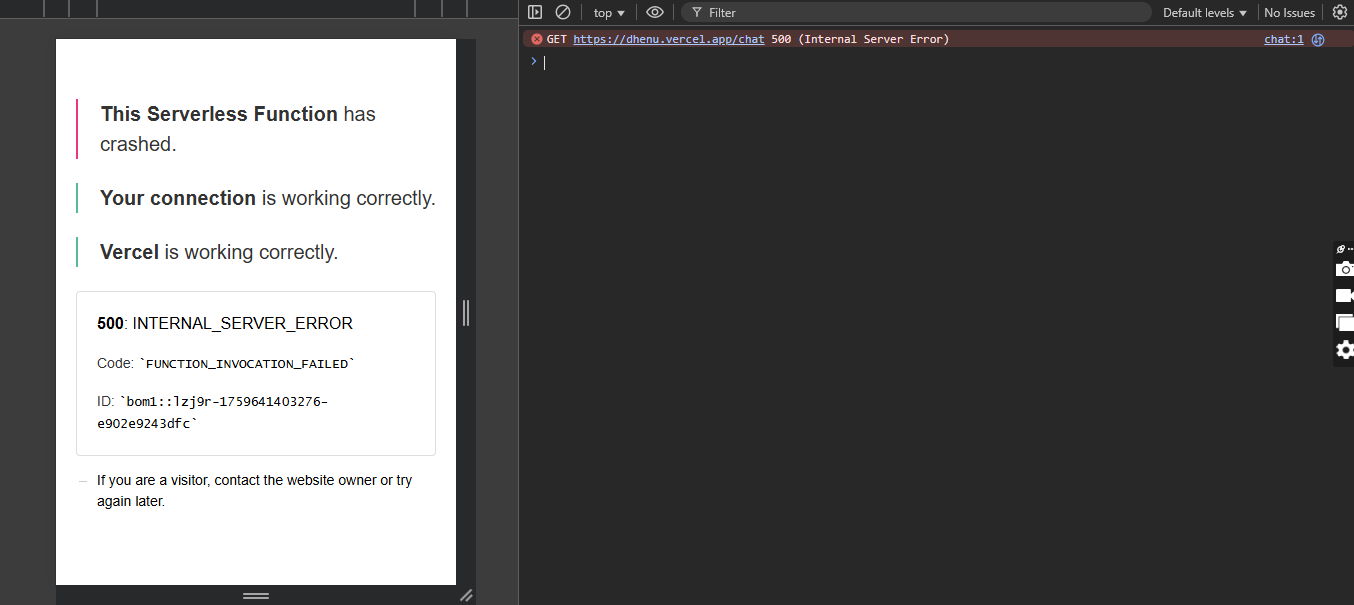 top
Filter
Default levels
No Issues
GET https://dhenu.vercel.app/chat 500 (Internal Server Error)
chat:1
This Serverless Function has
crashed.
Your connection is working correctly.
Vercel is working correctly.
500: INTERNAL_SERVER_ERROR
Code: `FUNCTION_INVOCATION_FAILED`
ID: `bom1::lzj9r-1759641403276-
e902e9243dfc`
If you are a visitor, contact the website owner or try
again later.